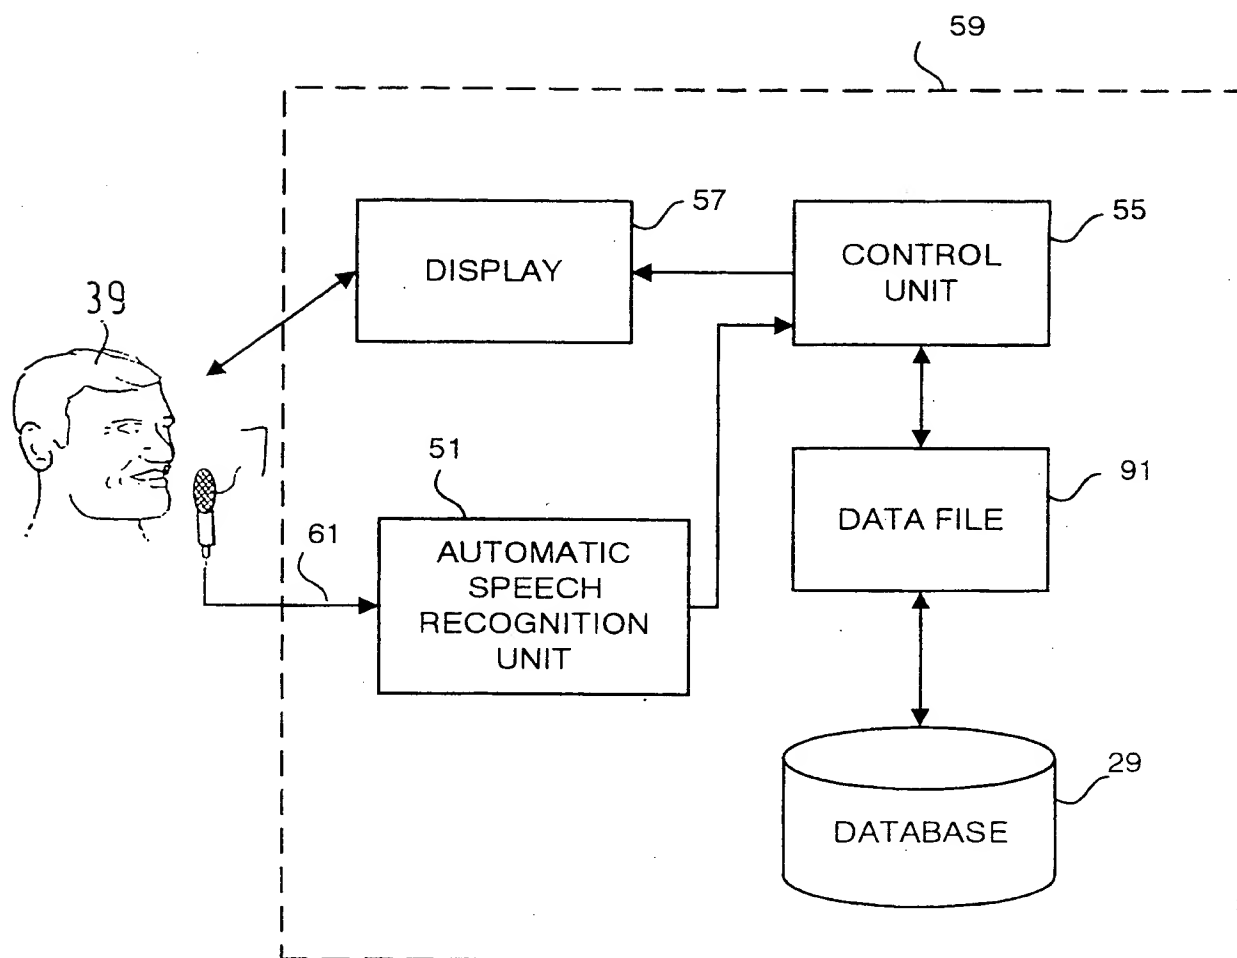 59
57
55
DISPLAY
CONTROL
UNIT
39
51
91
DATA FILE
61
AUTOMATIC
SPEECH
RECOGNITION
UNIT
29
DATABASE